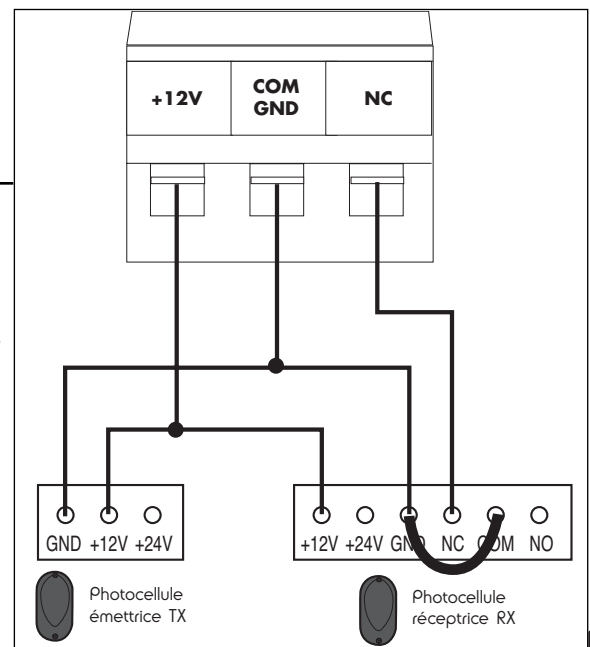 +12V COM GND NC
GND +12V +24V
+12V +24V GND NC COM NO
Photocellule
émettrice TX
Photocellule
réceptrice RX